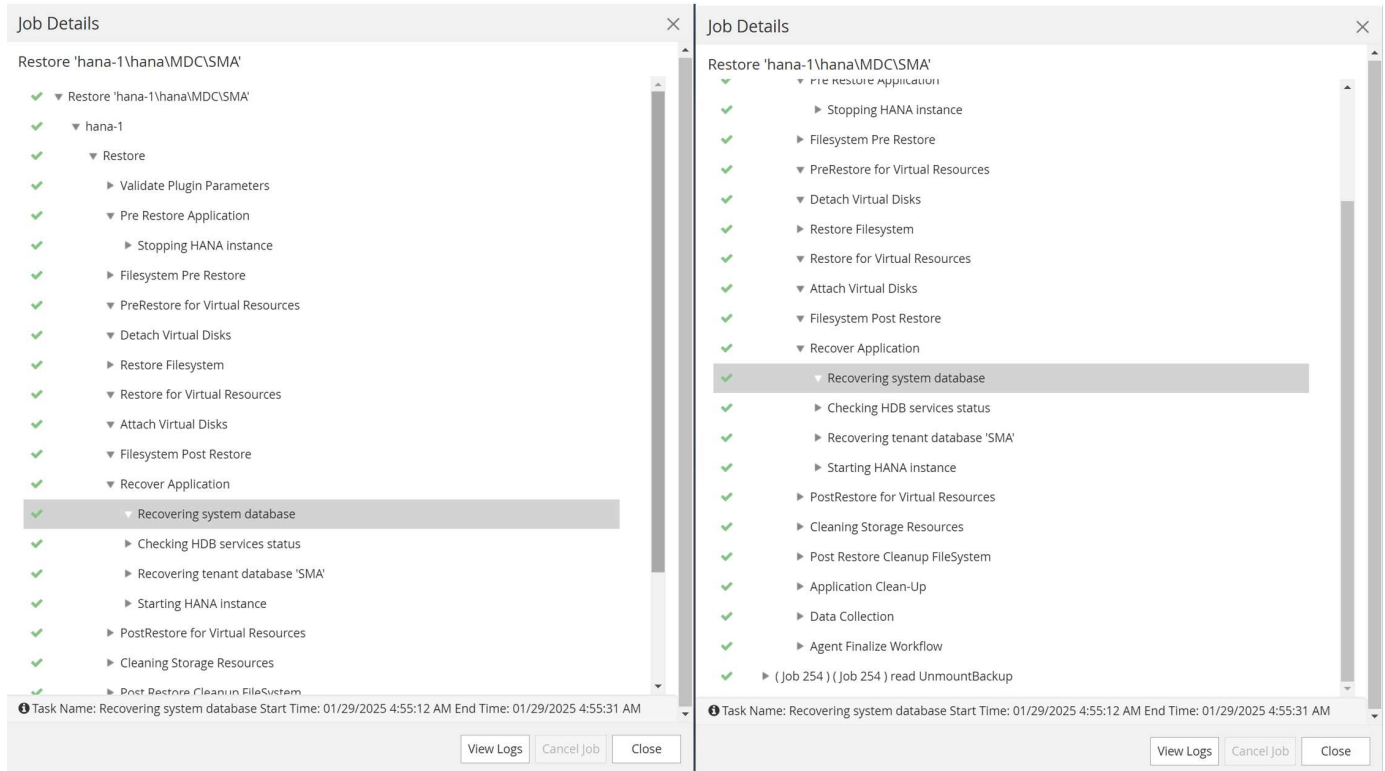 Job Details
Restore 'hana-1\hana\MDC\SMA'
Restore 'hana-1\hana\MDC\SMA'
hana-1
Restore
Validate Plugin Parameters
Pre Restore Application
Stopping HANA instance
Filesystem Pre Restore
PreRestore for Virtual Resources
Detach Virtual Disks
Restore Filesystem
Restore for Virtual Resources
Attach Virtual Disks
Filesystem Post Restore
Recover Application
Recovering system database
Checking HDB services status
Recovering tenant database 'SMA'
Starting HANA instance
PostRestore for Virtual Resources
Cleaning Storage Resources
Post Restore Cleanup FileSystem
Task Name: Recovering system database Start Time: 01/29/2025 4:55:12 AM End Time: 01/29/2025 4:55:31 AM
View Logs Cancel Job Close
Job Details
Restore 'hana-1\hana\MDC\SMA'
Pre Restore Application
Stopping HANA instance
Filesystem Pre Restore
PreRestore for Virtual Resources
Detach Virtual Disks
Restore Filesystem
Restore for Virtual Resources
Attach Virtual Disks
Filesystem Post Restore
Recover Application
Recovering system database
Checking HDB services status
Recovering tenant database 'SMA'
Starting HANA instance
PostRestore for Virtual Resources
Cleaning Storage Resources
Post Restore Cleanup FileSystem
Application Clean-Up
Data Collection
Agent Finalize Workflow
( Job 254 ) ( Job 254 ) read UnmountBackup
Task Name: Recovering system database Start Time: 01/29/2025 4:55:12 AM End Time: 01/29/2025 4:55:31 AM
View Logs Cancel Job Close